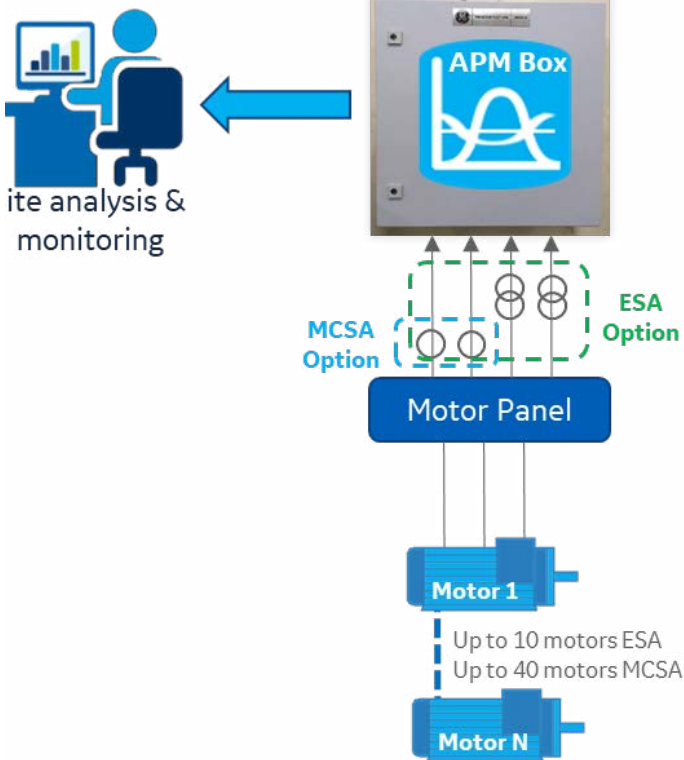 APM Box
ite analysis &
monitoring
MCSA
Option
ESA
Option
Motor Panel
Motor 1
Up to 10 motors ESA
Up to 40 motors MCSA
Motor N